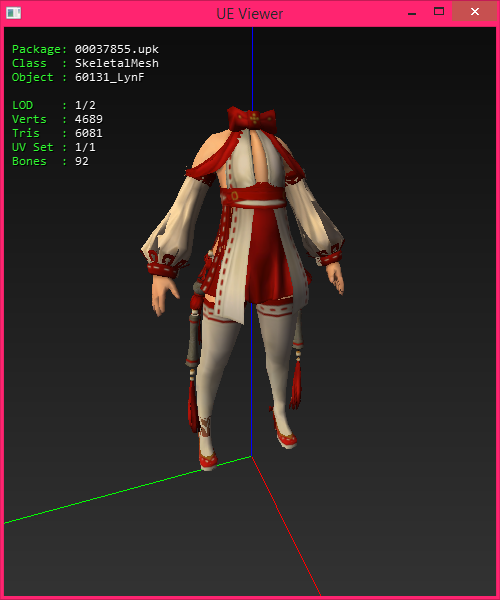 UE Viewer
Package: 00037855.upk
Class  : SkeletalMesh
Object : 60131_LynF
LOD    : 1/2
Verts  : 4689
Tris   : 6081
UV Set : 1/1
Bones  : 92